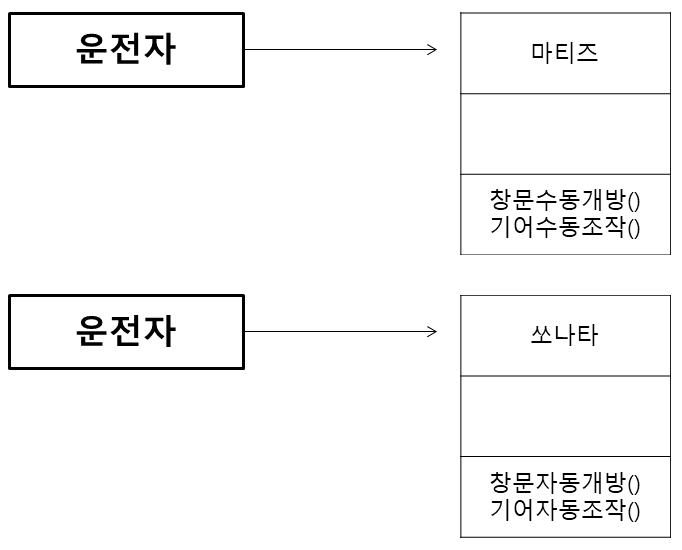 운전자
마티즈
창문수동개방()
기어수동조작()
운전자
쏘나타
창문자동개방()
기어자동조작()